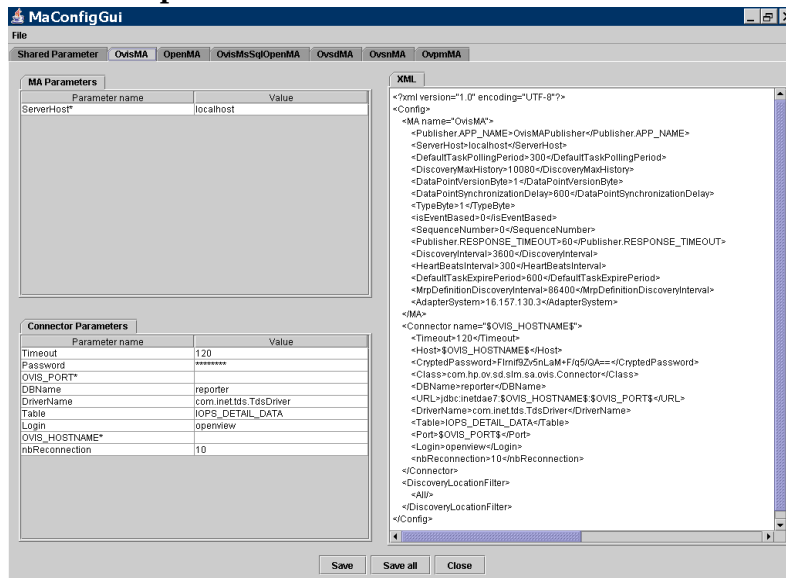 MaConfigGui
File
Shared Parameter OvisMA OpenMA OvisMsSqlOpenMA OvsdMA OvsnMA OvpmMA
MA Parameters
Parameter name Value
ServerHost* localhost
Connector Parameters
Parameter name Value
Timeout 120
Password ********
OVIS_PORT*
DBName reporter
DriverName com.inet.tds.TdsDriver
Table IOPS_DETAIL_DATA
Login openview
OVIS_HOSTNAME*
nbReconnection 10
XML
<?xml version="1.0" encoding="UTF-8"?>
<Config>
<MA name="OvisMA">
<Publisher.APP_NAME>OvisMAPublisher</Publisher.APP_NAME>
<ServerHost>localhost</ServerHost>
<DefaultTaskPollingPeriod>300</DefaultTaskPollingPeriod>
<DiscoveryMaxHistory>10080</DiscoveryMaxHistory>
<DataPointVersionByte>1</DataPointVersionByte>
<DataPointSynchronizationDelay>600</DataPointSynchronizationDelay>
<TypeByte>1</TypeByte>
<isEventBased>0</isEventBased>
<SequenceNumber>0</SequenceNumber>
<Publisher.RESPONSE_TIMEOUT>60</Publisher.RESPONSE_TIMEOUT>
<DiscoveryInterval>3600</DiscoveryInterval>
<HeartBeatsInterval>300</HeartBeatsInterval>
<DefaultTaskExpirePeriod>600</DefaultTaskExpirePeriod>
<MrpDefinitionDiscoveryInterval>86400</MrpDefinitionDiscoveryInterval>
<AdapterSystem>16.157.130.3</AdapterSystem>
</MA>
<Connector name="$OVIS_HOSTNAME$">
<Timeout>120</Timeout>
<Host>$OVIS_HOSTNAME$</Host>
<CryptedPassword>FImif9Zv5nLaM+F/q5/QA==</CryptedPassword>
<Class>com.hp.ov.sd.slm.sa.ovis.Connector</Class>
<DBName>reporter</DBName>
<URL>jdbc:inetdae7:$OVIS_HOSTNAME$:$OVIS_PORT$</URL>
<DriverName>com.inet.tds.TdsDriver</DriverName>
<Table>IOPS_DETAIL_DATA</Table>
<Port>$OVIS_PORT$</Port>
<Login>openview</Login>
<nbReconnection>10</nbReconnection>
</Connector>
<DiscoveryLocationFilter>
<All/>
</DiscoveryLocationFilter>
</Config>
Save Save all Close